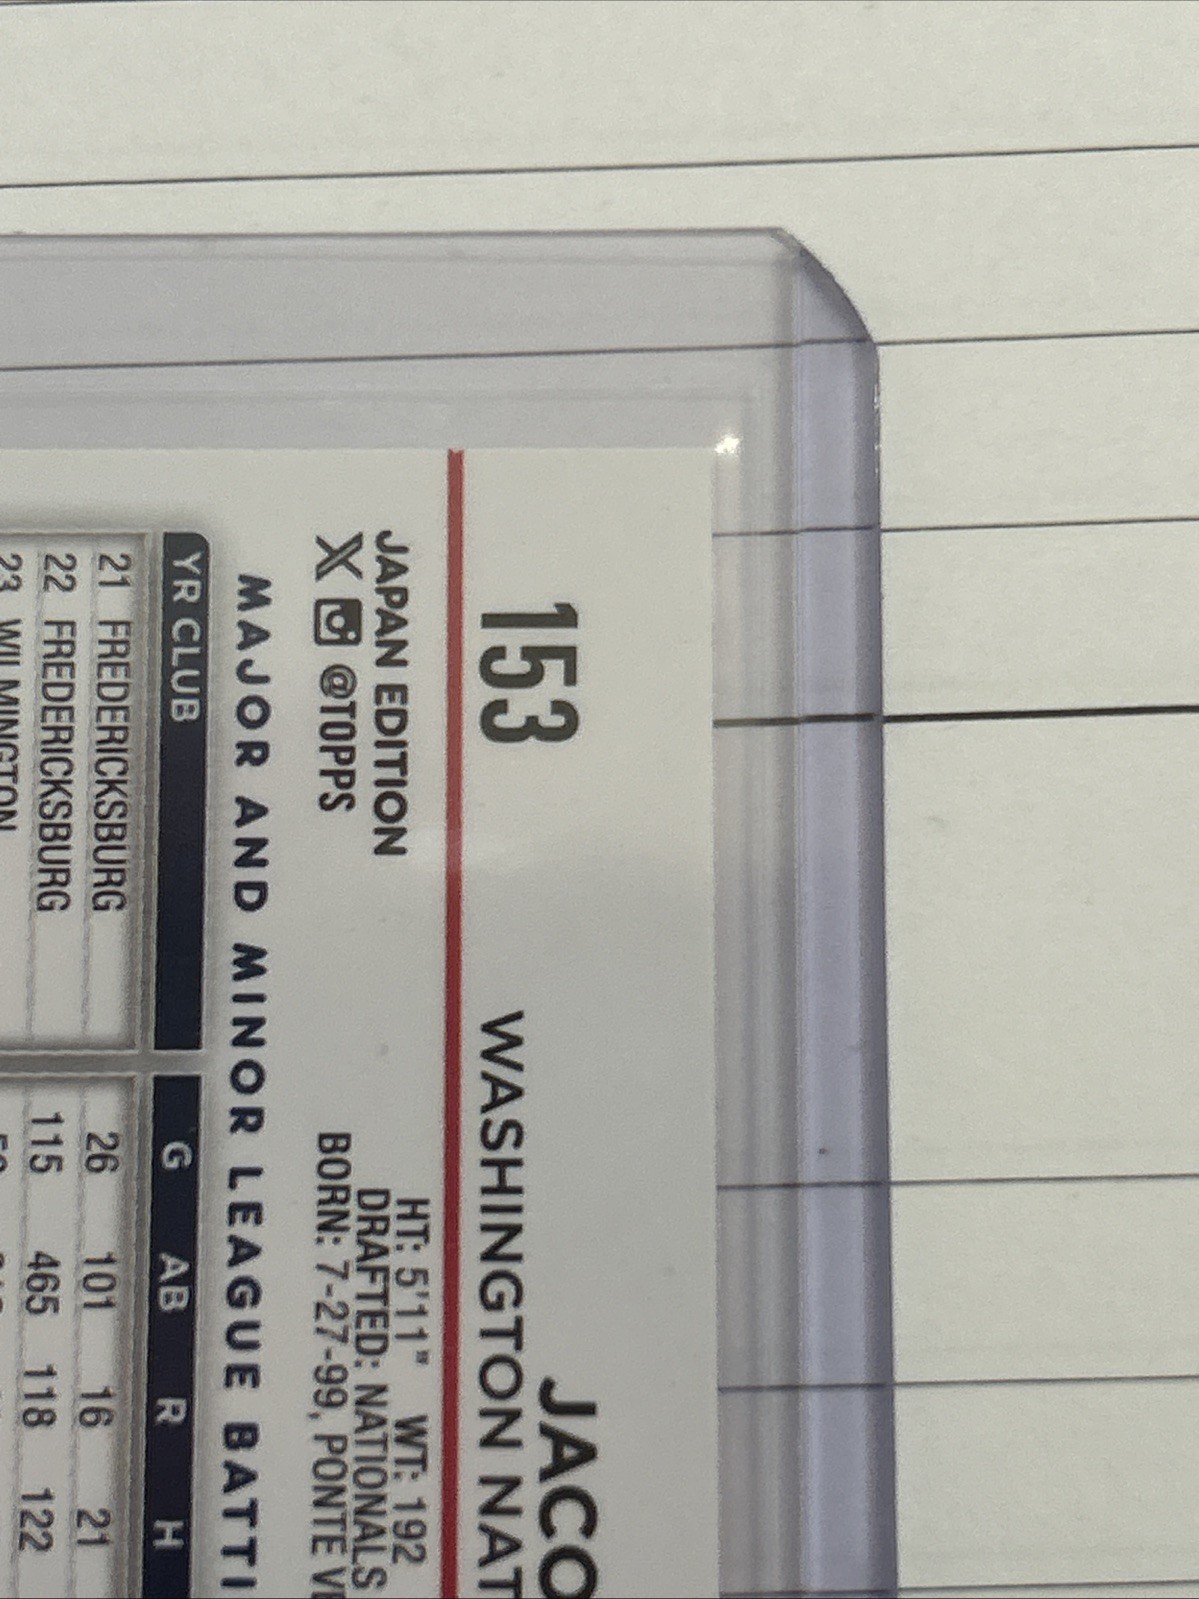 153
JACO
WASHINGTON NAT
JAPAN EDITION
HT: 5'11" WT: 192
DRAFTED: NATIONALS
X @TOPPS
BORN: 7-27-99, PONTE
MAJOR AND MINOR LEAGUE BATTI
YR CLUB G AB R H
21 FREDERICKSBURG 26 101 16 21
22 FREDERICKSBURG 115 465 118 122
23 WILMINGTON